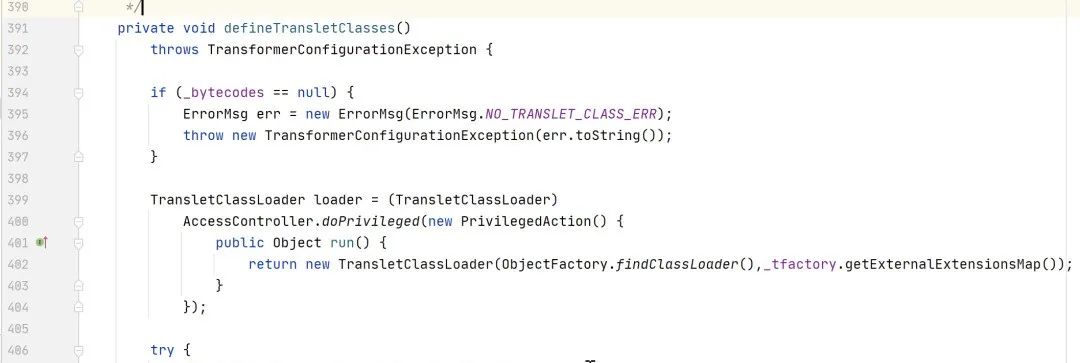 390 */
391 private void defineTransletClasses()
392 throws TransformerConfigurationException {
393
394 if (_bytecodes == null) {
395 ErrorMsg err = new ErrorMsg(ErrorMsg.NO_TRANSLET_CLASS_ERR);
396 throw new TransformerConfigurationException(err.toString());
397 }
398
399 TransletClassLoader loader = (TransletClassLoader)
400 AccessController.doPrivileged(new PrivilegedAction() {
401 public Object run() {
402 return new TransletClassLoader(ObjectFactory.findClassLoader(),_tfactory.getExternalExtensionsMap());
403 }
404 });
405
406 try {